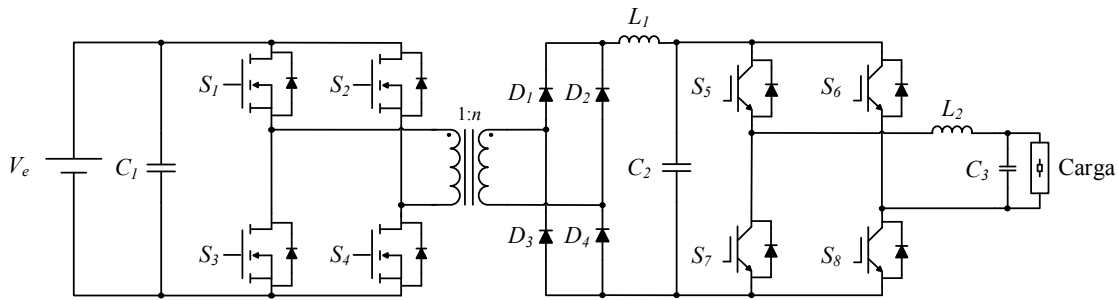 L₁
S₁
S₂
D₁
D₂
S₅
S₆
1:n
L₂
Vₑ
C₁
C₂
C₃
Carga
S₃
S₄
D₃
D₄
S₇
S₈